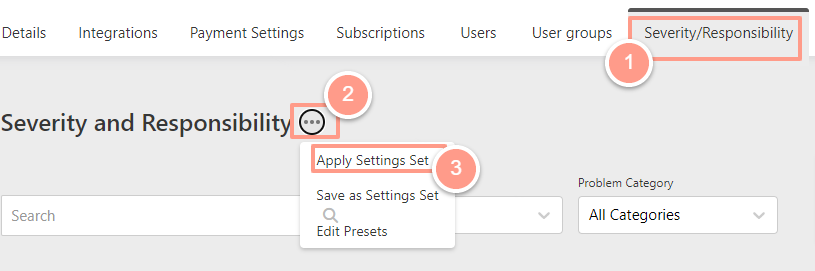 Details Integrations Payment Settings Subscriptions Users User groups Severity/Responsibility
1
2
Severity and Responsibility
Apply Settings Set
3
Save as Settings Set
Edit Presets
Search
Problem Category
All Categories